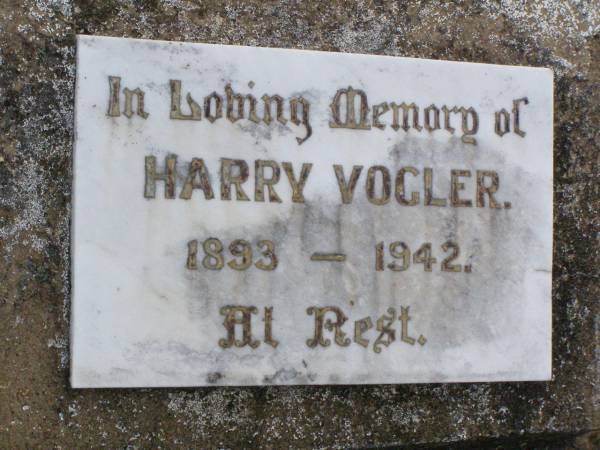 In Loving Memory of
HARRY VOGLER.
1893 — 1942.
At Rest.